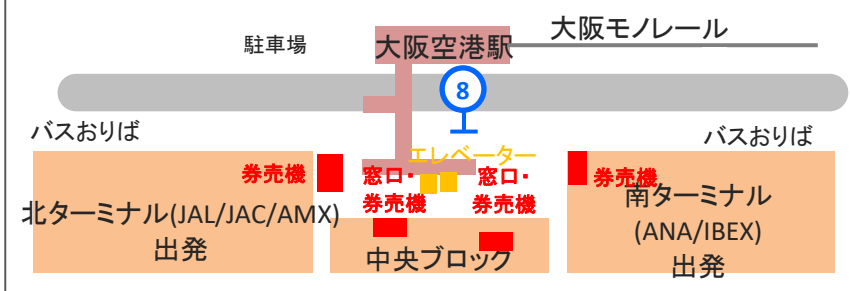 大阪モノレール
駐車場
大阪空港駅
8
バスおりば
バスおりば
エレベーター
券売機
窓口・
券売機
窓口・
券売機
券売機
北ターミナル(JAL/JAC/AMX)
出発
中央ブロック
南ターミナル
(ANA/IBEX)
出発